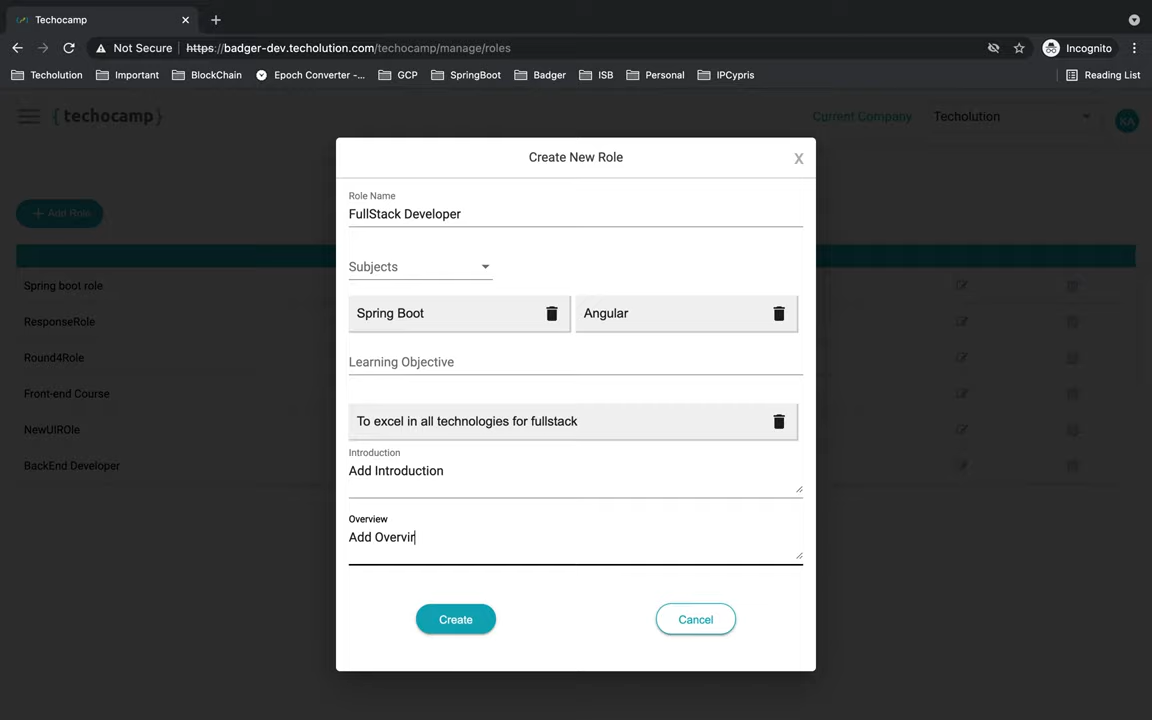 Techocamp
Not Secure https://badger-dev.techolution.com/techocamp/manage/roles Incognito
Techolution Important BlockChain Epoch Converter -... GCP SpringBoot Badger ISB Personal IPCypris Reading List
{techocamp} Current Company Techolution KA
Create New Role X
Role Name
FullStack Developer
+ Add Role
Subjects
Spring boot role
ResponseRole
Round4Role
Front-end Course
NewUIROle
BackEnd Developer
Spring Boot Angular
Learning Objective
To excel in all technologies for fullstack
Introduction
Add Introduction
Overview
Add Overvir
Create Cancel